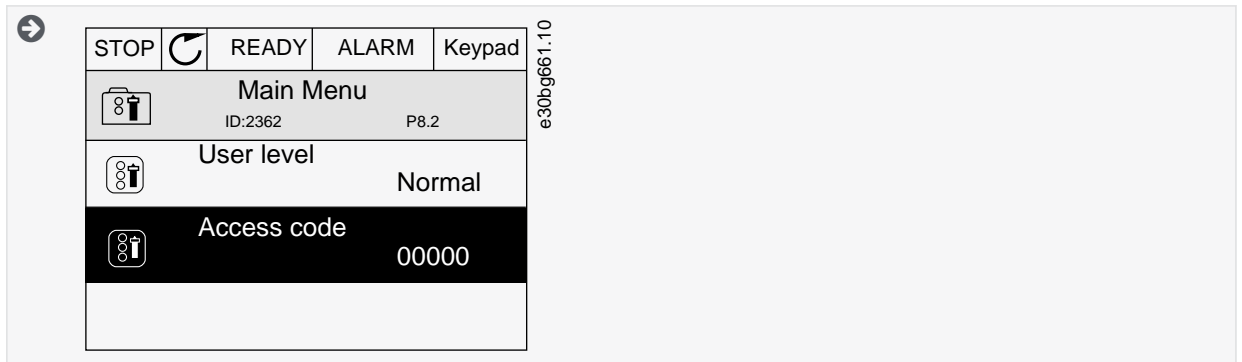 STOP READY ALARM Keypad
Main Menu
ID:2362 P8.2
User level
Normal
Access code
00000
e30bg661.10